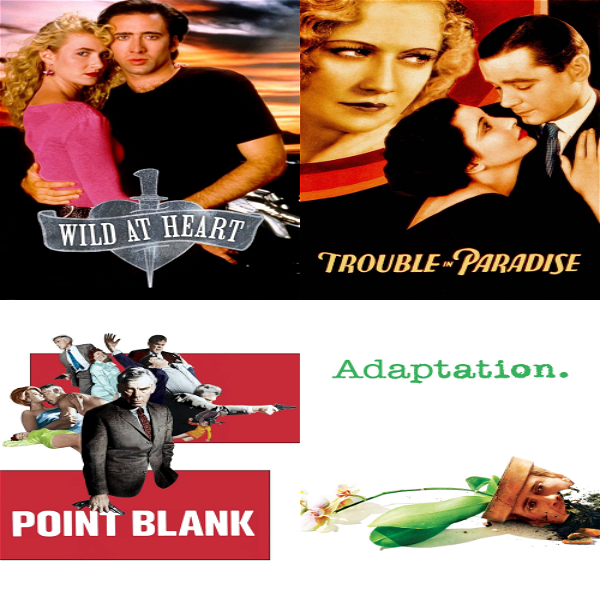 WILD AT HEART
TROUBLE IN PARADISE
Adaptation.
POINT BLANK